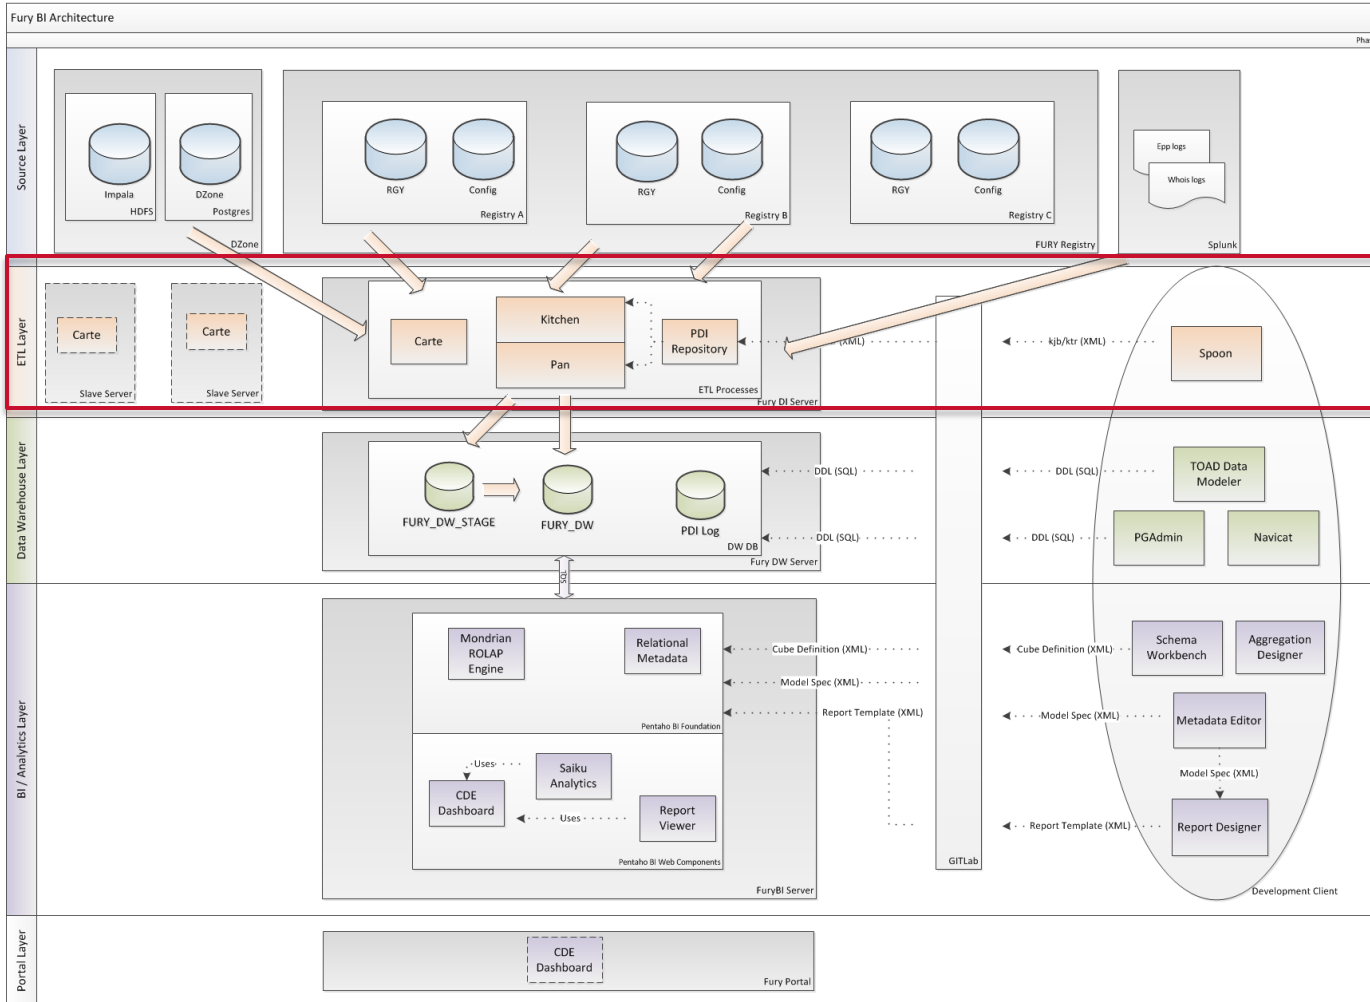 Fury BI Architecture
Pha
Source Layer
Impala
HDFS
DZone
Postgres
DZone
RGY
Config
Registry A
RGY
Config
Registry B
RGY
Config
Registry C
FURY Registry
Epp logs
Whois logs
Splunk
ETL Layer
Carte
Slave Server
Carte
Slave Server
Carte
Kitchen
Pan
PDI
Repository
ETL Processes
Fury DI Server
(XML)
kjb/ktr (XML)
Spoon
Data Warehouse Layer
FURY_DW_STAGE
FURY_DW
PDI Log
DW DB
Fury DW Server
DDL (SQL)
DDL (SQL)
DDL (SQL)
DDL (SQL)
TOAD Data
Modeler
PGAdmin
Navicat
SQL
BI / Analytics Layer
Mondrian
ROLAP
Engine
Relational
Metadata
Pentaho BI Foundation
Cube Definition (XML)
Model Spec (XML)
Report Template (XML)
Uses
Saiku
Analytics
CDE
Dashboard
Uses
Report
Viewer
Pentaho BI Web Components
FuryBI Server
GITLab
Cube Definition (XML)
Schema
Workbench
Aggregation
Designer
Model Spec (XML)
Metadata Editor
Model Spec (XML)
Report Template (XML)
Report Designer
Development Client
Portal Layer
CDE
Dashboard
Fury Portal